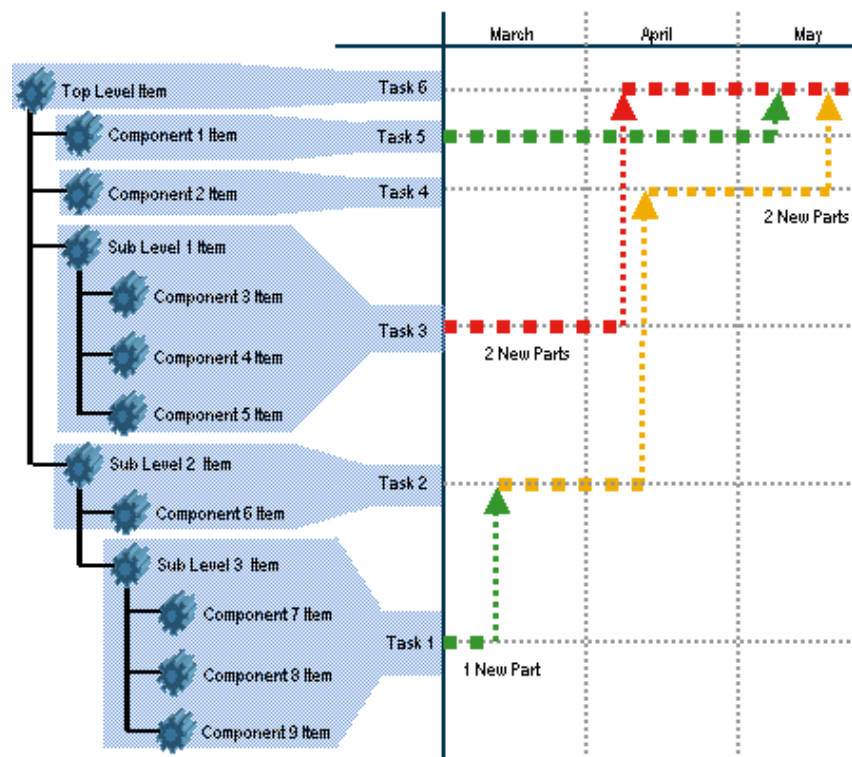 March April May
Top Level Item Task 6
Component 1 Item Task 5
Component 2 Item Task 4
2 New Parts
Sub Level 1 Item
Component 3 Item
Task 3
2 New Parts
Component 4 Item
Component 5 Item
Sub Level 2 Item
Task 2
Component 6 Item
Sub Level 3 Item
Component 7 Item
Task 1
1 New Part
Component 8 Item
Component 9 Item